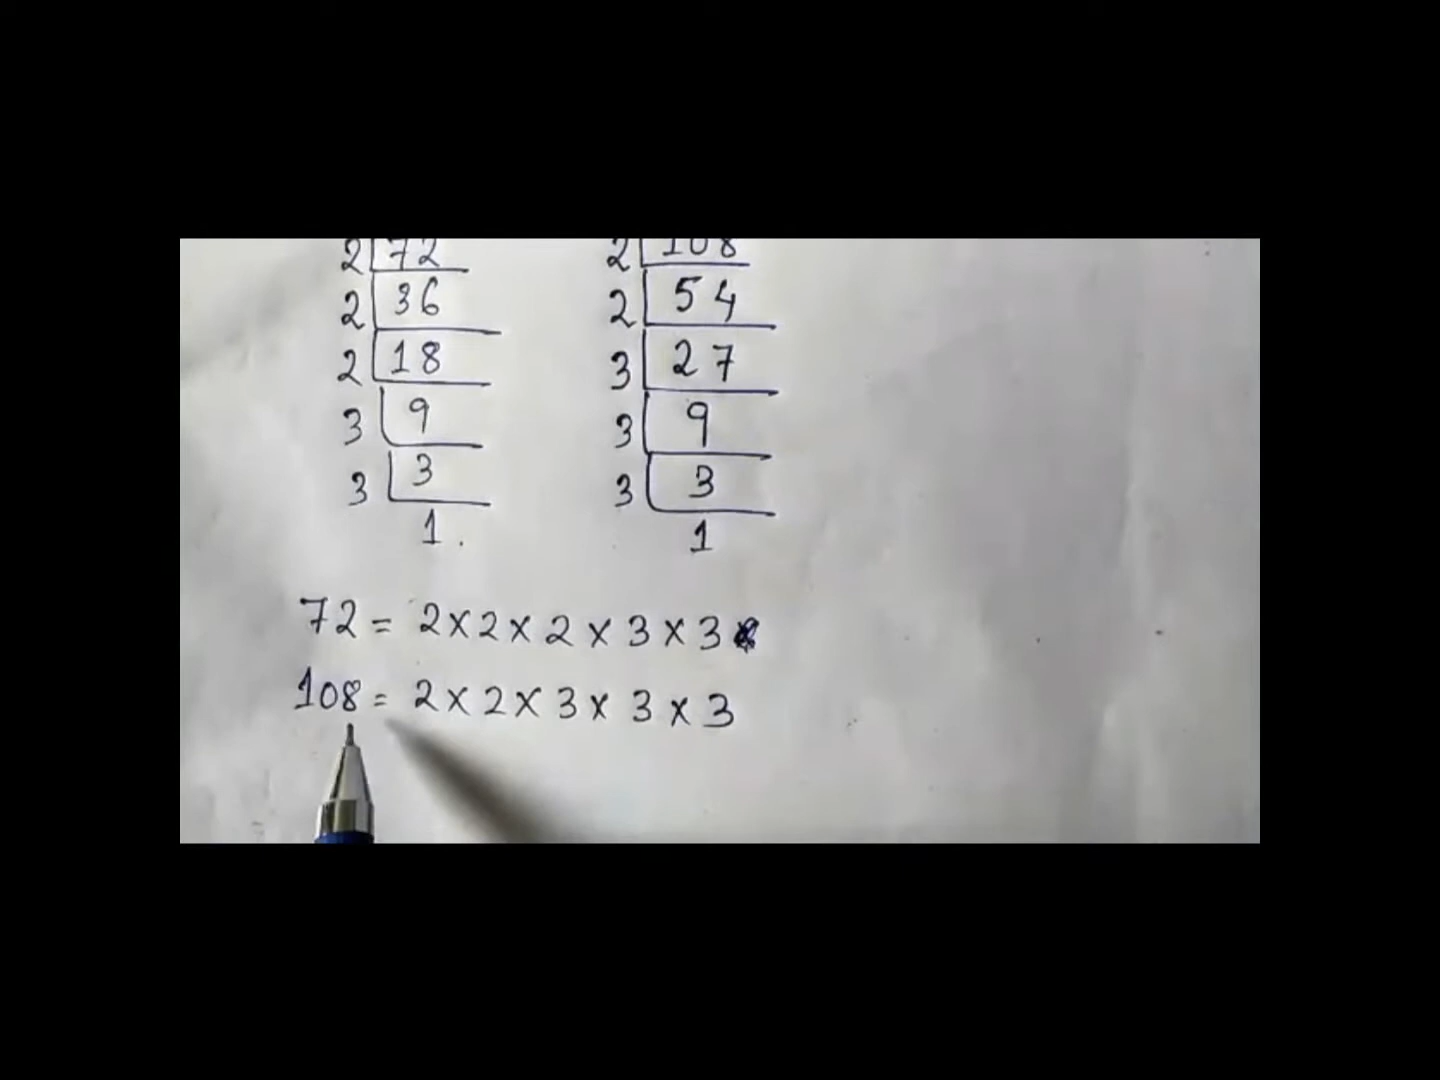 2 72 2 108
2 36 2 54
2 18 3 27
3 9 3 9
3 3 3 3
1 . 1
72 = 2 × 2 × 2 × 3 × 3
108 = 2 × 2 × 3 × 3 × 3